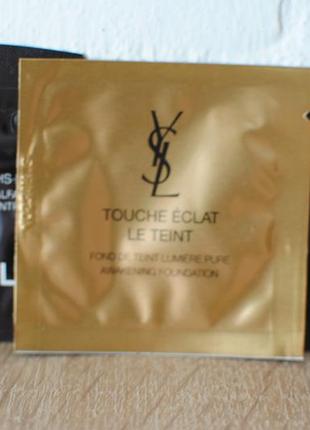 YSL
TOUCHE ÉCLAT
LE TEINT
FOND DE TEINT LUMIÈRE PURE
AWAKENING FOUNDATION